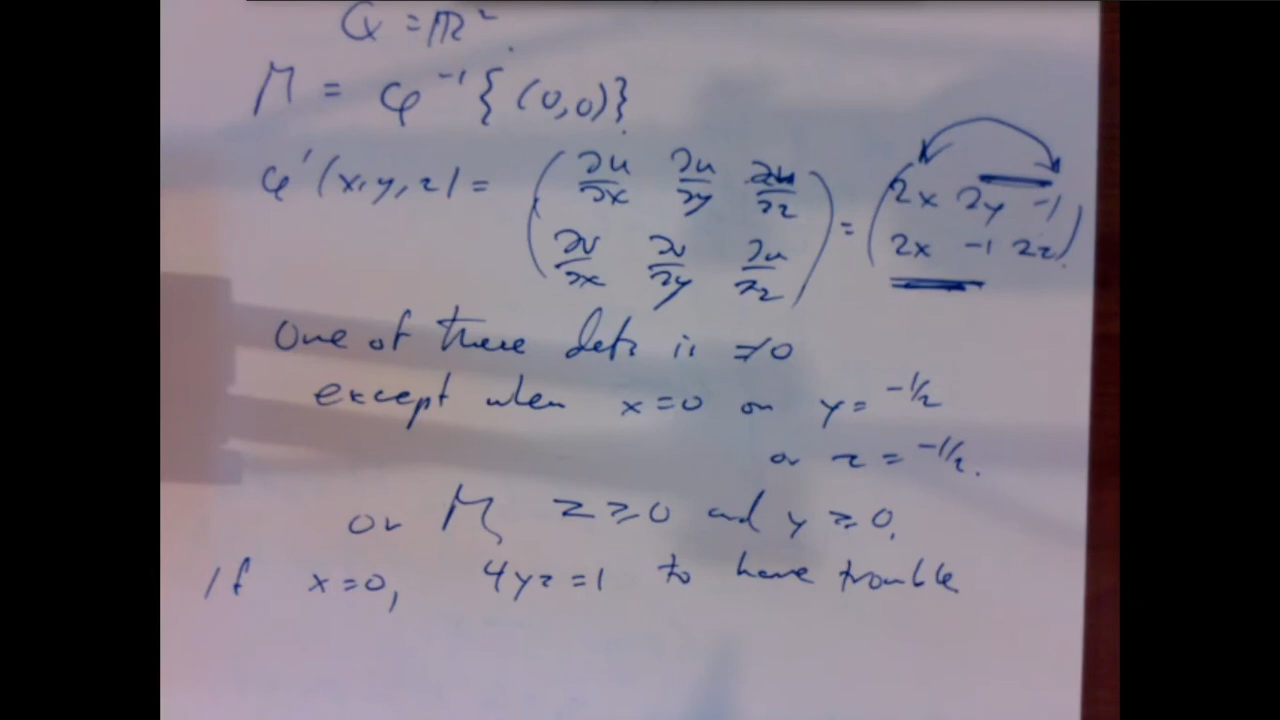 Q = ℝ².
M = φ⁻¹{(0,0)}.
φ'(x,y,z) = ( ∂u/∂x ∂u/∂y ∂u/∂z ) = ( 2x 2y -1 )
( ∂v/∂x ∂v/∂y ∂u/∂z ) ( 2x -1 2z ).
One of these dets is ≠0
except when x=0 or y= -1/2
or z = -1/2.
on M, z ≥ 0 and y ≥ 0.
If x=0, 4yz=1 to have trouble